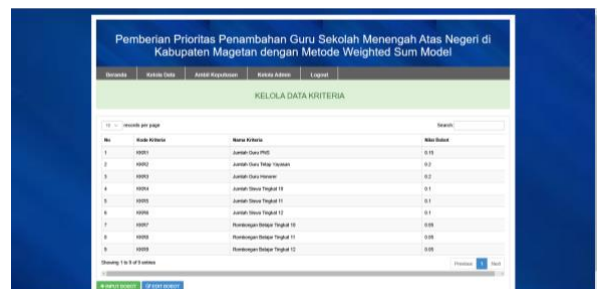 Pemberian Prioritas Penambahan Guru Sekolah Menengah Atas Negeri di
Kabupaten Magetan dengan Metode Weighted Sum Model
Beranda Kelola Data Ambil Keputusan Kelola Admin Logout
KELOLA DATA KRITERIA
10 records per page Search:
No Kode Kriteria Nama Kriteria Nilai Bobot
1 KKR1 Jumlah Guru PNS 0.15
2 KKR2 Jumlah Guru Tetap Yayasan 0.2
3 KKR3 Jumlah Guru Honorer 0.2
4 KKR4 Jumlah Siswa Tingkat 10 0.1
5 KKR5 Jumlah Siswa Tingkat 11 0.1
6 KKR6 Jumlah Siswa Tingkat 12 0.1
7 KKR7 Rombongan Belajar Tingkat 10 0.05
8 KKR8 Rombongan Belajar Tingkat 11 0.05
9 KKR9 Rombongan Belajar Tingkat 12 0.05
Showing 1 to 9 of 9 entries Previous 1 Next
INPUT BOBOT EDIT BOBOT